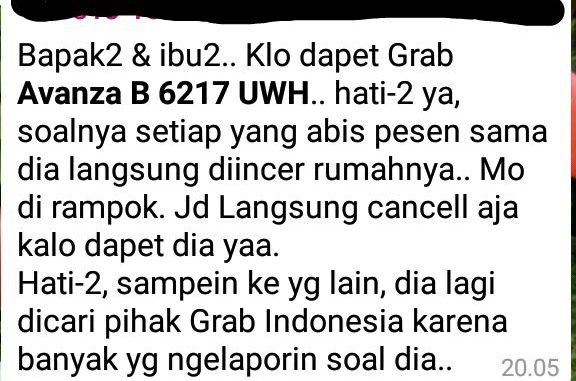 Bapak2 & ibu2.. Klo dapet Grab
Avanza B 6217 UWH.. hati-2 ya,
soalnya setiap yang abis pesen sama
dia langsung diincer rumahnya.. Mo
di rampok. Jd Langsung cancell aja
kalo dapet dia yaa.
Hati-2, sampein ke yg lain, dia lagi
dicari pihak Grab Indonesia karena
banyak yg ngelaporin soal dia..
20.05